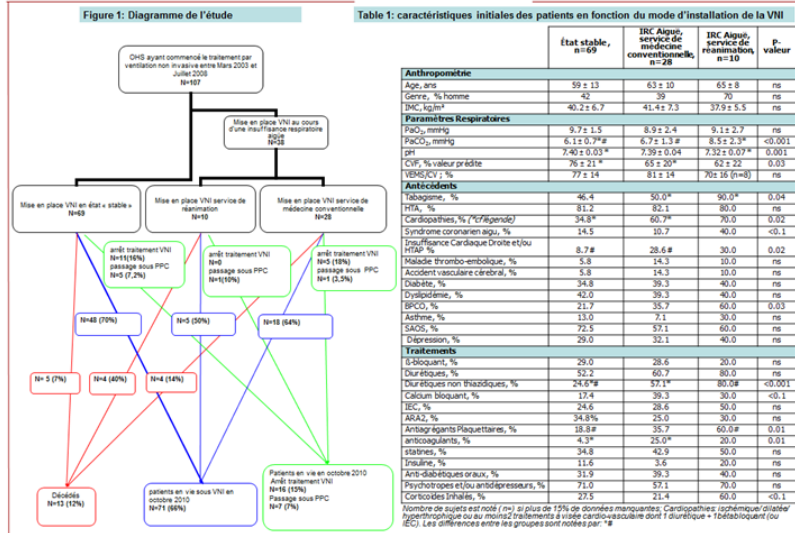 Figure 1: Diagramme de l'étude
OHS ayant commencé le traitement par
ventilation non invasive entre Mars 2003 et
Juillet 2008
N=107
Mise en place VNI au cours
d'une insuffisance respiratoire
aigüe
N=38
Mise en place VNI en état « stable »
N=69
Mise en place VNI service de
réanimation
N=10
Mise en place VNI service de
médecine conventionnelle
N=28
arrêt traitement VNI
N=11(16%)
passage sous PPC
N=5 (7,2%)
arrêt traitement VNI
N=0
passage sous PPC
N=1(10%)
arrêt traitement VNI
N=5 (18%)
passage sous PPC
N=1 (3,5%)
N=48 (70%)
N=5 (50%)
N=18 (64%)
N= 5 (7%)
N=4 (40%)
N=4 (14%)
Décédés
N=13 (12%)
patients en vie sous VNI en
octobre 2010
N=71 (66%)
Patients en vie en octobre 2010
Arrêt traitement VNI
N=16 (15%)
Passage sous PPC
N=7 (7%)
Table 1: caractéristiques initiales des patients en fonction du mode d'installation de la VNI
État stable, n=69 IRC Aiguë, service de médecine conventionnelle, n=28 IRC Aiguë, service de réanimation, n=10 P-valeur
Anthropométrie
Age, ans 59 ± 13 63 ± 10 65 ± 8 ns
Genre, % homme 42 39 70 ns
IMC, kg/m² 40.2± 6.7 41.4± 7.3 37.9± 5.5 ns
Paramètres Respiratoires
PaO2, mmHg 9.7± 1.5 8.9± 2.4 9.1± 2.7 ns
PaCO2, mmHg 6.1± 0.7*# 6.7± 1.3 # 8.5± 2.3* <0.001
pH 7.40 ± 0.03 * 7.39± 0.04 7.32± 0.07 * 0.001
CVF, % valeur prédite 76 ± 21 * 65± 20* 62 ± 22 0.03
VEMS/CV ; % 77 ± 14 81 ± 14 70± 16 (n=8) ns
Antécédents
Tabagisme, % 46.4 50.0* 90.0* 0.04
HTA, % 81.2 82.1 80.0 ns
Cardiopathies,% (*cf légende) 34.8* 60.7* 70.0 0.02
Syndrome coronarien aigu, % 14.5 10.7 40.0 <0.1
Insuffisance Cardiaque Droite et/ou
HTAP % 8.7# 28.6# 30.0 0.02
Maladie thrombo-embolique, % 5.8 14.3 10.0 ns
Accident vasculaire cérébral, % 5.8 14.3 10.0 ns
Diabète, % 34.8 39.3 40.0 ns
Dyslipidémie, % 42.0 39.3 40.0 ns
BPCO, % 21.7 35.7 60.0 0.03
Asthme, % 13.0 7.1 30.0 ns
SAOS, % 72.5 57.1 60.0 ns
Dépression, % 29.0 32.1 40.0 ns
Traitements
ß-bloquant, % 29.0 28.6 20.0 ns
Diurétiques, % 52.2 60.7 80.0 ns
Diurétiques non thiazidiques, % 24.6*# 57.1* 80.0# <0.001
Calcium bloquant, % 17.4 39.3 30.0 <0.1
IEC, % 24.6 28.6 50.0 ns
ARA2, % 34.8% 25.0 30.0 ns
Antiagrégants Plaquettaires, % 18.8# 35.7 60.0# 0.01
anticoagulants, % 4.3* 25.0* 20.0 0.01
statines, % 34.8 42.9 50.0 ns
Insuline, % 11.6 3.6 20.0 ns
Anti-diabétiques oraux, % 31.9 39.3 40.0 ns
Psychotropes et/ou antidépresseurs, % 71.0 57.1 70.0 ns
Corticoides Inhalés, % 27.5 21.4 60.0 <0.1
Nombre de sujets est noté ( n=) si plus de 15% de données manquantes; Cardiopathies: ischémique/ dilatée/
hyperthrophique ou au moins2 traitements à visée cardio-vasculaire dont 1 diurétique + 1bétabloquant (ou
IEC). Les différences entre les groupes sont notées par: *#